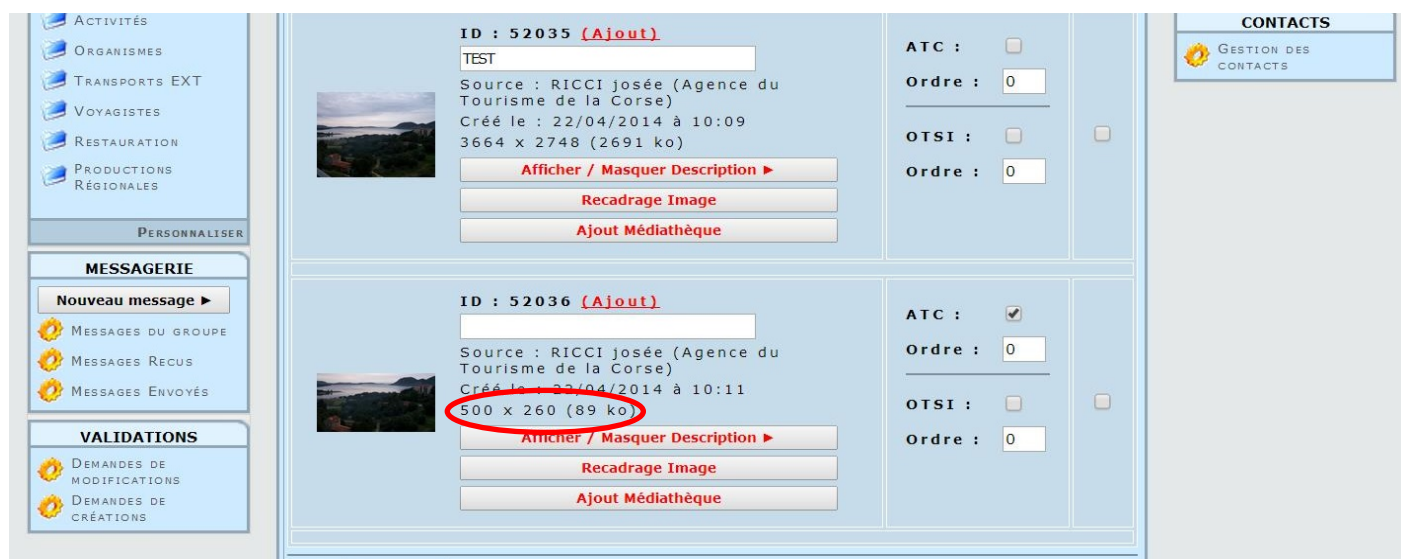 ACTIVITÉS
ORGANISMES
TRANSPORTS EXT
VOYAGISTES
RESTAURATION
PRODUCTIONS
RÉGIONALES
PERSONNALISER
MESSAGERIE
Nouveau message ►
MESSAGES DU GROUPE
MESSAGES RECUS
MESSAGES ENVOYÉS
VALIDATIONS
DEMANDES DE
MODIFICATIONS
DEMANDES DE
CRÉATIONS
ID : 52035 (Ajout)
TEST
Source : RICCI josée (Agence du
Tourisme de la Corse)
Créé le : 22/04/2014 à 10:09
3664 x 2748 (2691 ko)
Afficher / Masquer Description ►
Recadrage Image
Ajout Médiathèque
ATC :
Ordre : 0
OTSI :
Ordre : 0
ID : 52036 (Ajout)
Source : RICCI josée (Agence du
Tourisme de la Corse)
Créé le : 22/04/2014 à 10:11
500 x 260 (89 ko)
Afficher / Masquer Description ►
Recadrage Image
Ajout Médiathèque
ATC :
Ordre : 0
OTSI :
Ordre : 0
CONTACTS
GESTION DES
CONTACTS